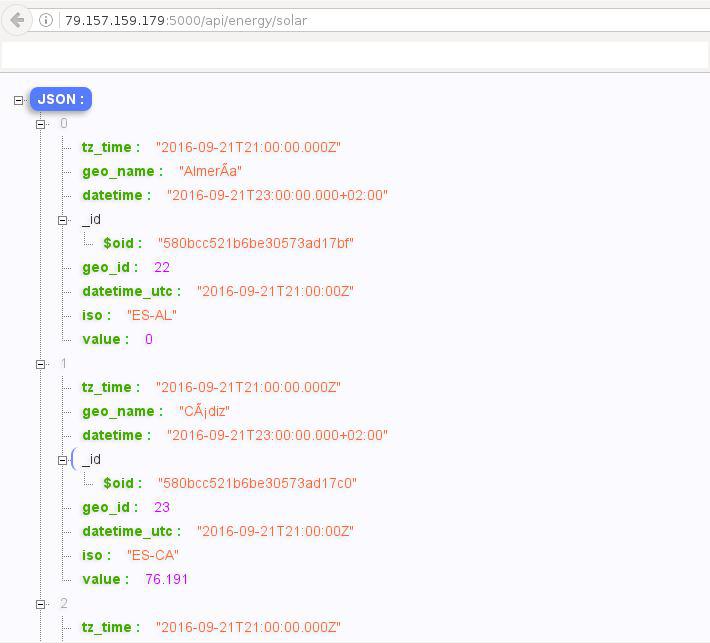 79.157.159.179:5000/api/energy/solar
JSON :
0
tz_time : "2016-09-21T21:00:00.000Z"
geo_name : "AlmerÃa"
datetime : "2016-09-21T23:00:00.000+02:00"
_id
$oid : "580bcc521b6be30573ad17bf"
geo_id : 22
datetime_utc : "2016-09-21T21:00:00Z"
iso : "ES-AL"
value : 0
1
tz_time : "2016-09-21T21:00:00.000Z"
geo_name : "CÃ¡diz"
datetime : "2016-09-21T23:00:00.000+02:00"
_id
$oid : "580bcc521b6be30573ad17c0"
geo_id : 23
datetime_utc : "2016-09-21T21:00:00Z"
iso : "ES-CA"
value : 76.191
2
tz_time : "2016-09-21T21:00:00.000Z"